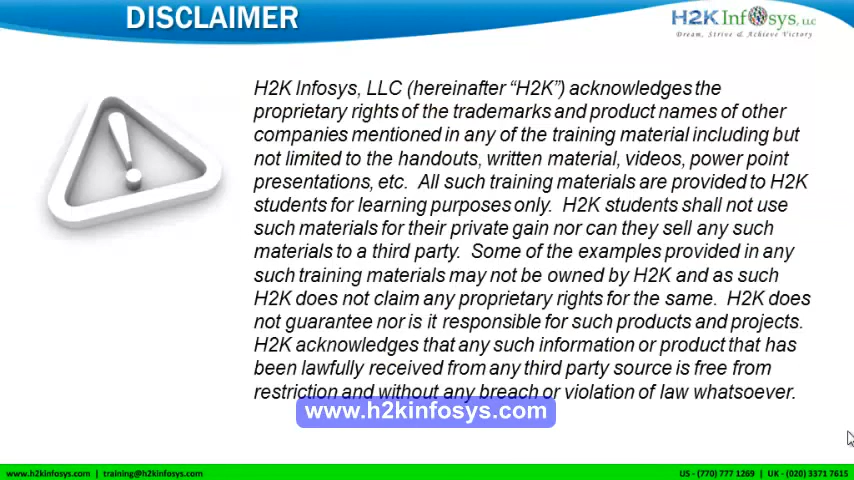 DISCLAIMER
H2K Infosys, LLC
Dream, Strive & Achieve Victory
H2K Infosys, LLC (hereinafter “H2K”) acknowledges the
proprietary rights of the trademarks and product names of other
companies mentioned in any of the training material including but
not limited to the handouts, written material, videos, power point
presentations, etc.  All such training materials are provided to H2K
students for learning purposes only.  H2K students shall not use
such materials for their private gain nor can they sell any such
materials to a third party.  Some of the examples provided in any
such training materials may not be owned by H2K and as such
H2K does not claim any proprietary rights for the same.  H2K does
not guarantee nor is it responsible for such products and projects.
H2K acknowledges that any such information or product that has
been lawfully received from any third party source is free from
restriction and without any breach or violation of law whatsoever.
www.h2kinfosys.com
www.h2kinfosys.com | training@h2kinfosys.com
US - (770) 777 1269 | UK - (020) 3371 7615